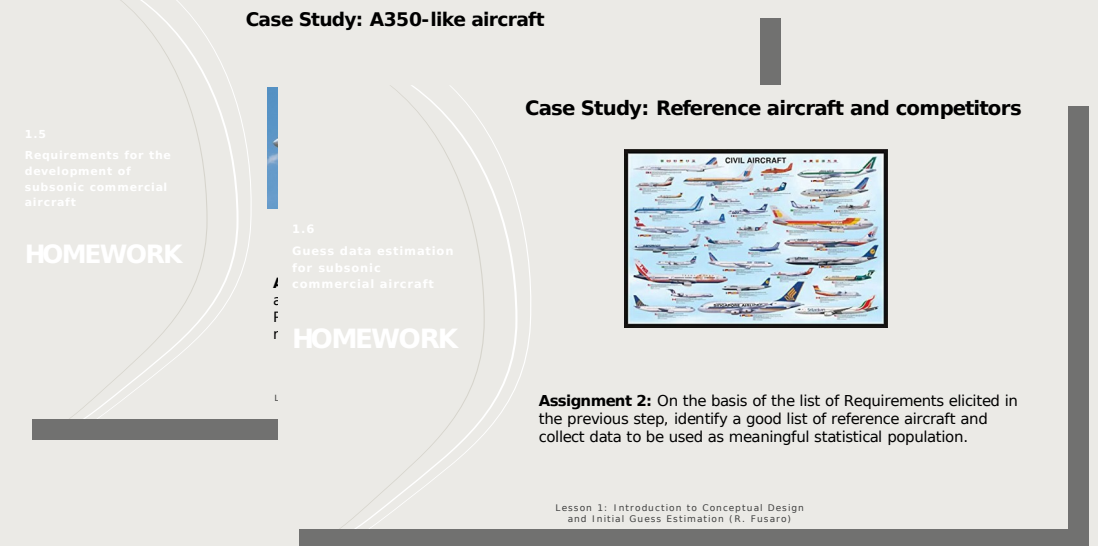 Case Study: A350-like aircraft
1.5
Requirements for the
development of
subsonic commercial
aircraft
HOMEWORK
Case Study: Reference aircraft and competitors
CIVIL AIRCRAFT
1.6
Guess data estimation
for subsonic
commercial aircraft
HOMEWORK
Assignment 2: On the basis of the list of Requirements elicited in
the previous step, identify a good list of reference aircraft and
collect data to be used as meaningful statistical population.
Lesson 1: Introduction to Conceptual Design
and Initial Guess Estimation (R. Fusaro)